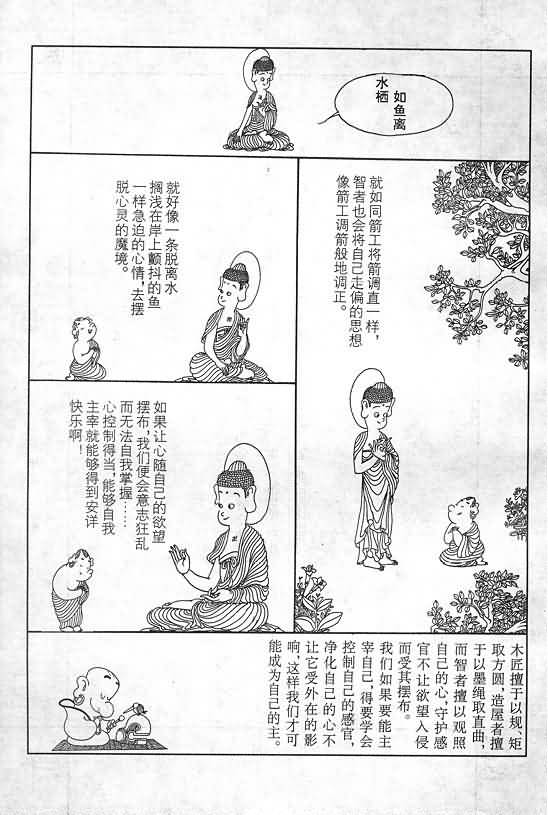 如鱼离
水栖
就如同箭工将箭调直一样，
智者也会将自己走偏的思想
像箭工调箭般地调正。
就好像一条脱离水
搁浅在岸上颤抖的鱼
一样急迫的心情，去摆
脱心灵的魔境。
如果让心随自己的欲望
摆布，我们便会意志狂乱
而无法自我掌握……
心控制得当，能够自我
主宰就能够得到安详
快乐啊！
木匠擅于以规、矩
取方圆，造屋者擅
于以墨绳取直曲，
而智者擅以观照
自己的心，守护感
官不让欲望入侵
而受其摆布。
我们如果要能主
宰自己，得要学会
控制自己的感官，
净化自己的心不
让它受外在的影
响，这样我们才可
能成为自己的主。